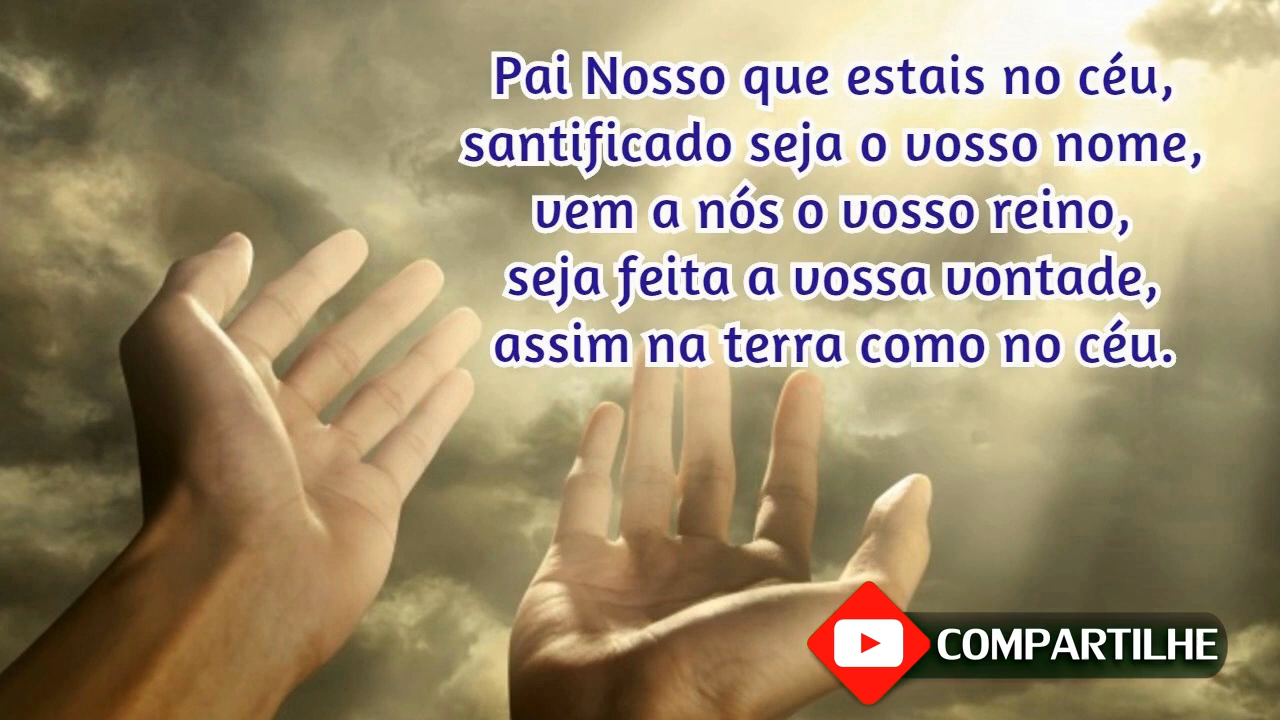 Pai Nosso que estais no céu,
santificado seja o vosso nome,
vem a nós o vosso reino,
seja feita a vossa vontade,
assim na terra como no céu.
COMPARTILHE